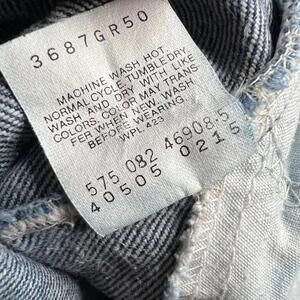 3687GR50
MACHINE WASH HOT,
NORMAL CYCLE, TUMBLE DRY.
WASH AND DRY WITH LIKE
COLORS, COLOR MAY TRANS-
FER WHEN NEW. WASH
BEFORE WEARING.
WPL 423
575 082 46908.5
40505 0215